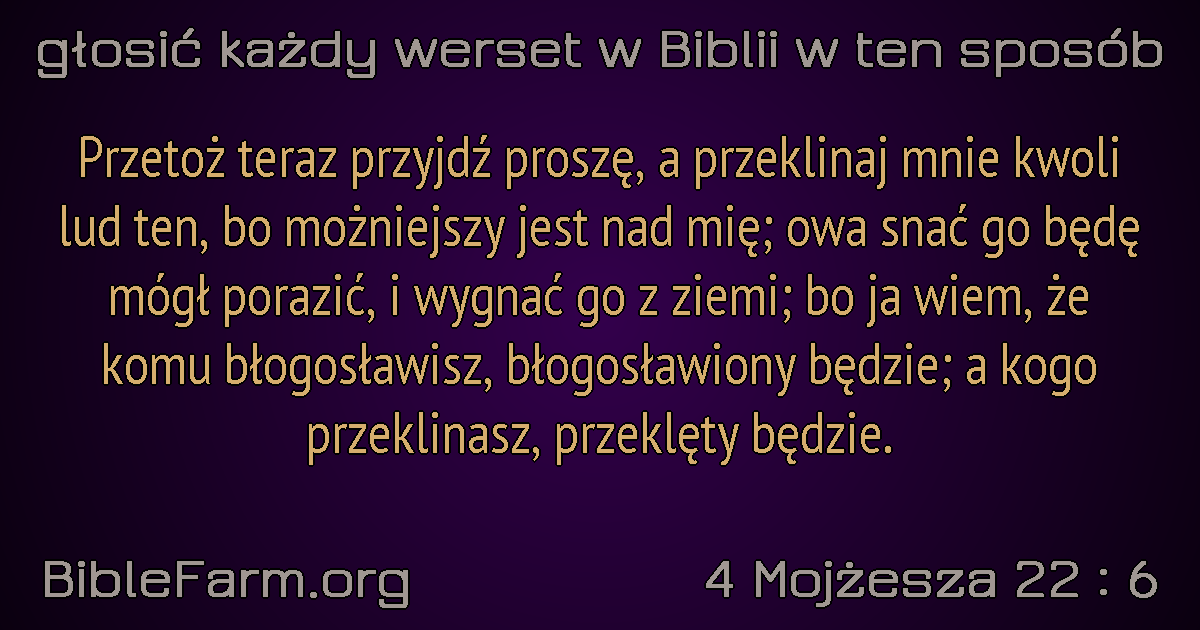 głosić każdy werset w Biblii w ten sposób
Przetoż teraz przyjdź proszę, a przeklinaj mnie kwoli
lud ten, bo możniejszy jest nad mię; owa snać go będę
mógł porazić, i wygnać go z ziemi; bo ja wiem, że
komu błogosławisz, błogosławiony będzie; a kogo
przeklinasz, przeklęty będzie.
BibleFarm.org
4 Mojżesza 22 : 6